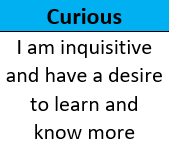 Curious
I am inquisitive
and have a desire
to learn and
know more